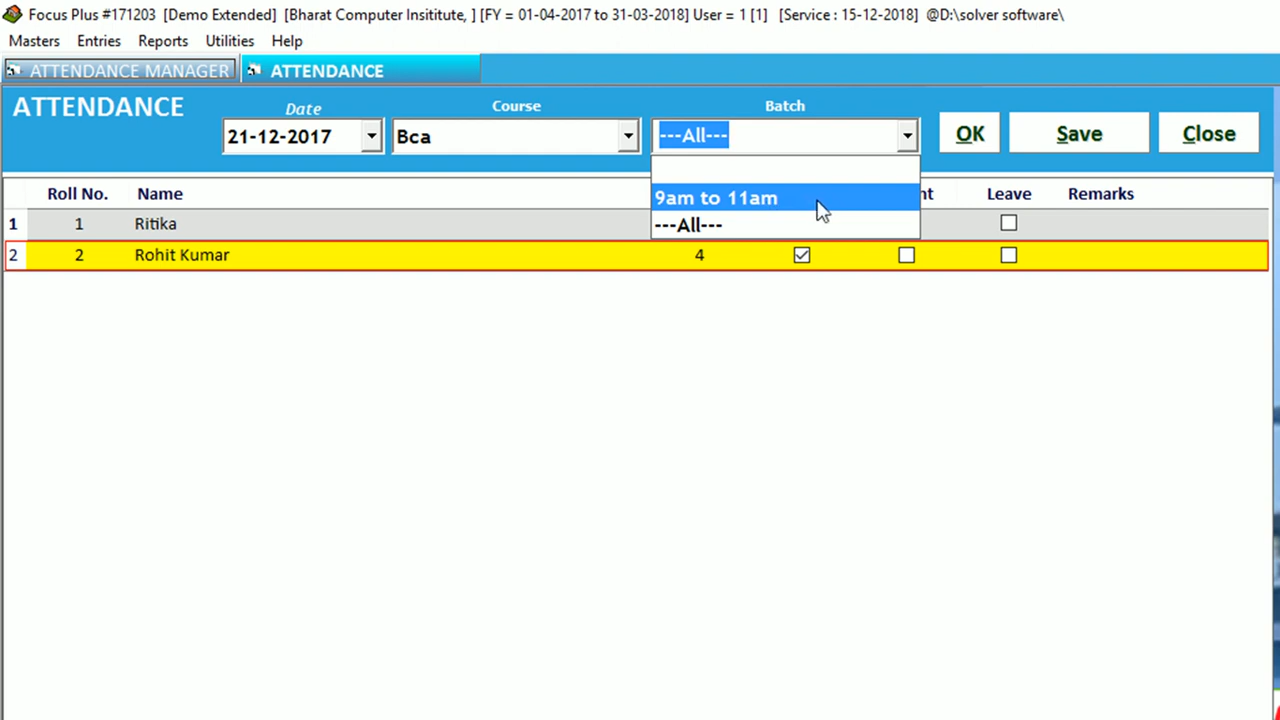 Focus Plus #171203 [Demo Extended] [Bharat Computer Insititute, ] [FY = 01-04-2017 to 31-03-2018] User = 1 [1] [Service : 15-12-2018] @D:\solver software\
Masters Entries Reports Utilities Help
ATTENDANCE MANAGER ATTENDANCE
ATTENDANCE Date Course Batch
21-12-2017 Bca ---All--- OK Save Close
Roll No. Name 9am to 11am nt Leave Remarks
1 1 Ritika ---All---
2 2 Rohit Kumar 4